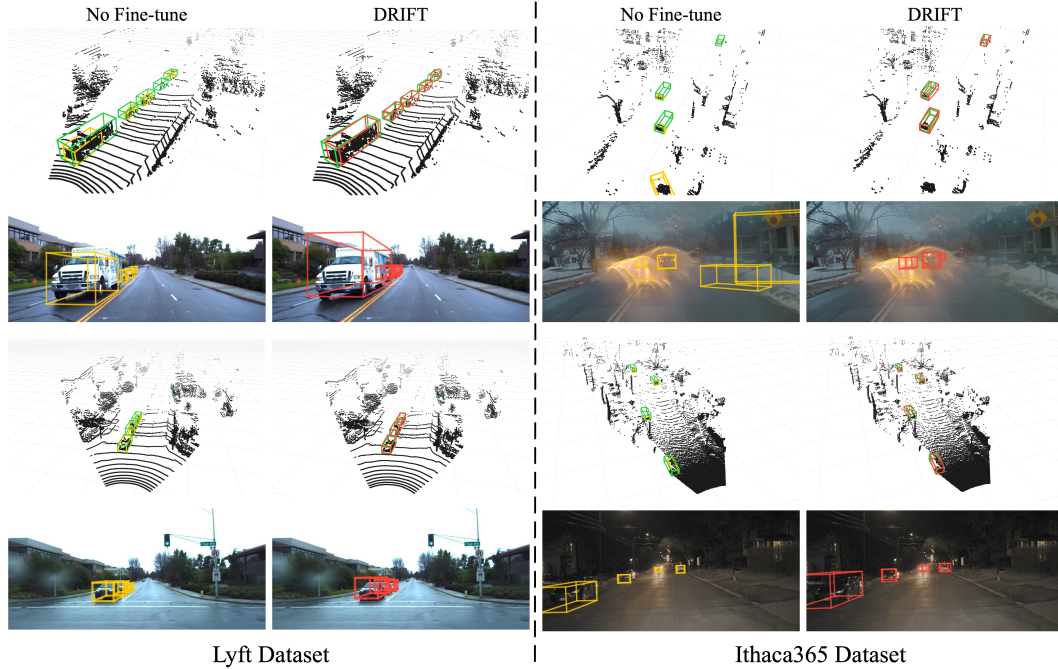 No Fine-tune
DRIFT
No Fine-tune
DRIFT
Lyft Dataset
Ithaca365 Dataset